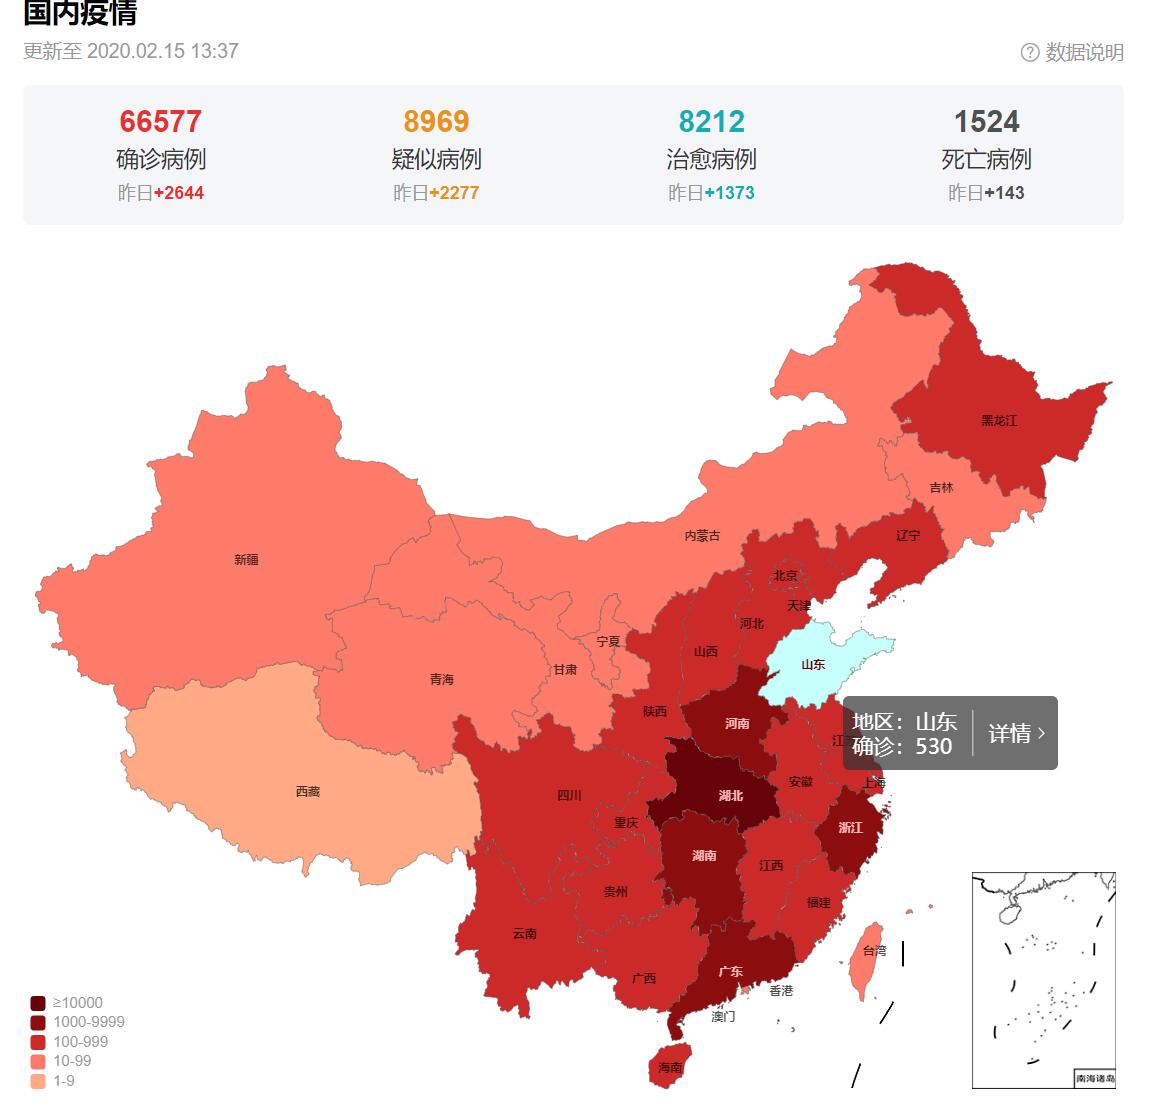 国内疫情
更新至 2020.02.15 13:37
数据说明
66577
确诊病例
昨日+2644
8969
疑似病例
昨日+2277
8212
治愈病例
昨日+1373
1524
死亡病例
昨日+143
黑龙江
吉林
辽宁
内蒙古
新疆
北京
天津
河北
山西
宁夏
山东
青海
甘肃
陕西
河南
地区：山东
确诊：530
详情
江
西藏
四川
湖北
安徽
上海
重庆
浙江
湖南
江西
贵州
福建
云南
台湾
广西
广东
香港
澳门
海南
南海诸岛
≥10000
1000-9999
100-999
10-99
1-9